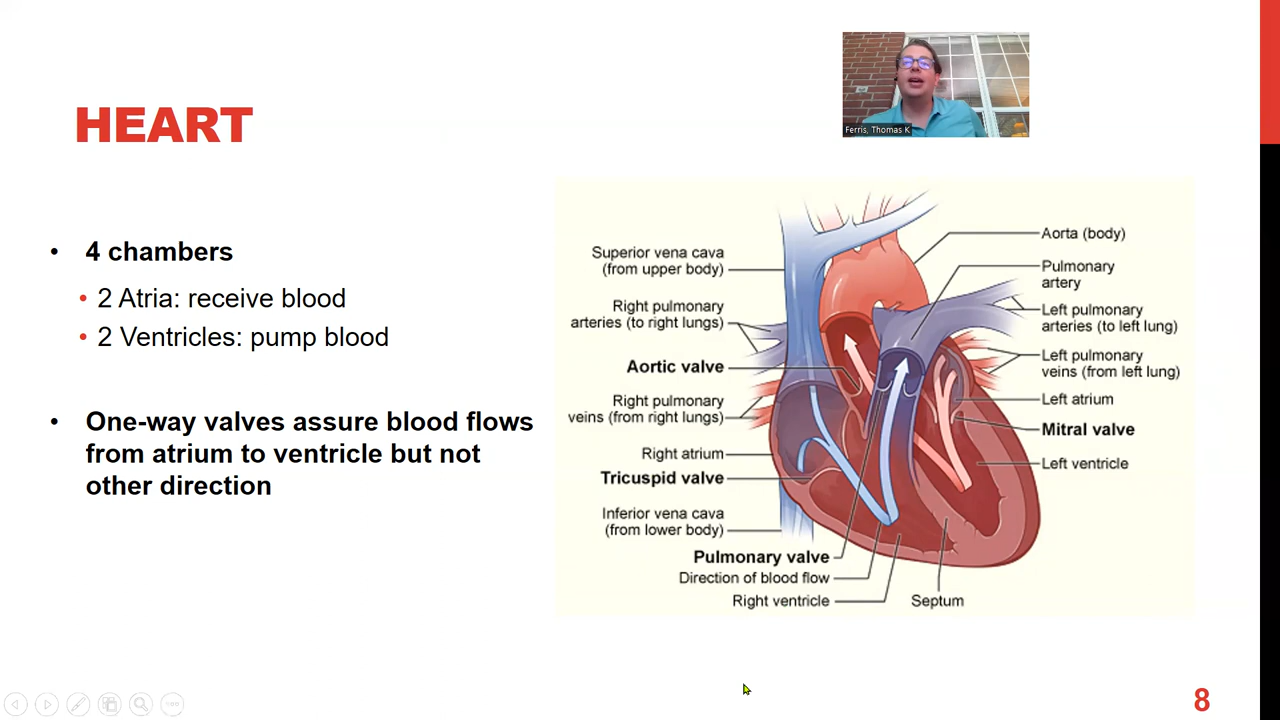 Ferris, Thomas K
HEART
• 4 chambers
• 2 Atria: receive blood
• 2 Ventricles: pump blood
• One-way valves assure blood flows
from atrium to ventricle but not
other direction
Superior vena cava
(from upper body)
Right pulmonary
arteries (to right lungs)
Aortic valve
Right pulmonary
veins (from right lungs)
Right atrium
Tricuspid valve
Inferior vena cava
(from lower body)
Pulmonary valve
Direction of blood flow
Right ventricle
Septum
Aorta (body)
Pulmonary
artery
Left pulmonary
arteries (to left lung)
Left pulmonary
veins (from left lung)
Left atrium
Mitral valve
Left ventricle
8